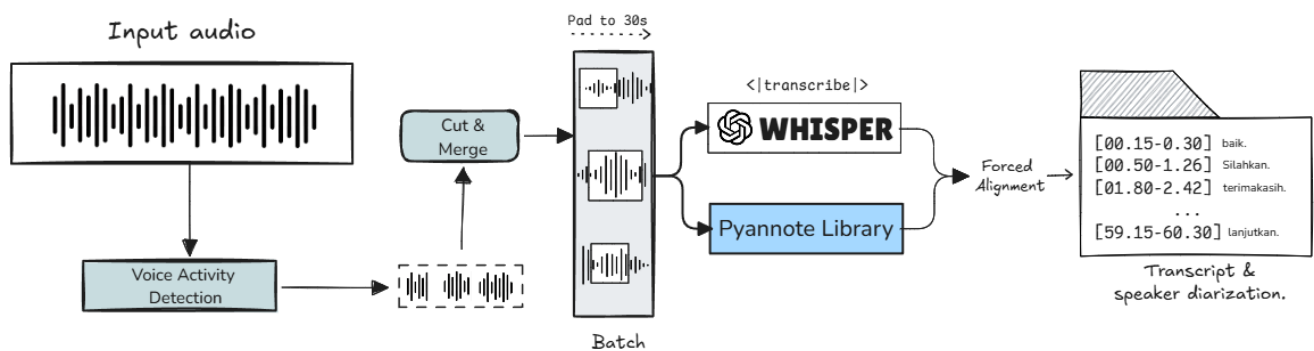 Input audio
Voice Activity
Detection
Cut &
Merge
Pad to 30s
Batch
<|transcribe|>
WHISPER
Pyannote Library
Forced
Alignment
[00.15-0.30] baik.
[00.50-1.26] Silahkan.
[01.80-2.42] terimakasih.
...
[59.15-60.30] lanjutkan.
Transcript &
speaker diarization.